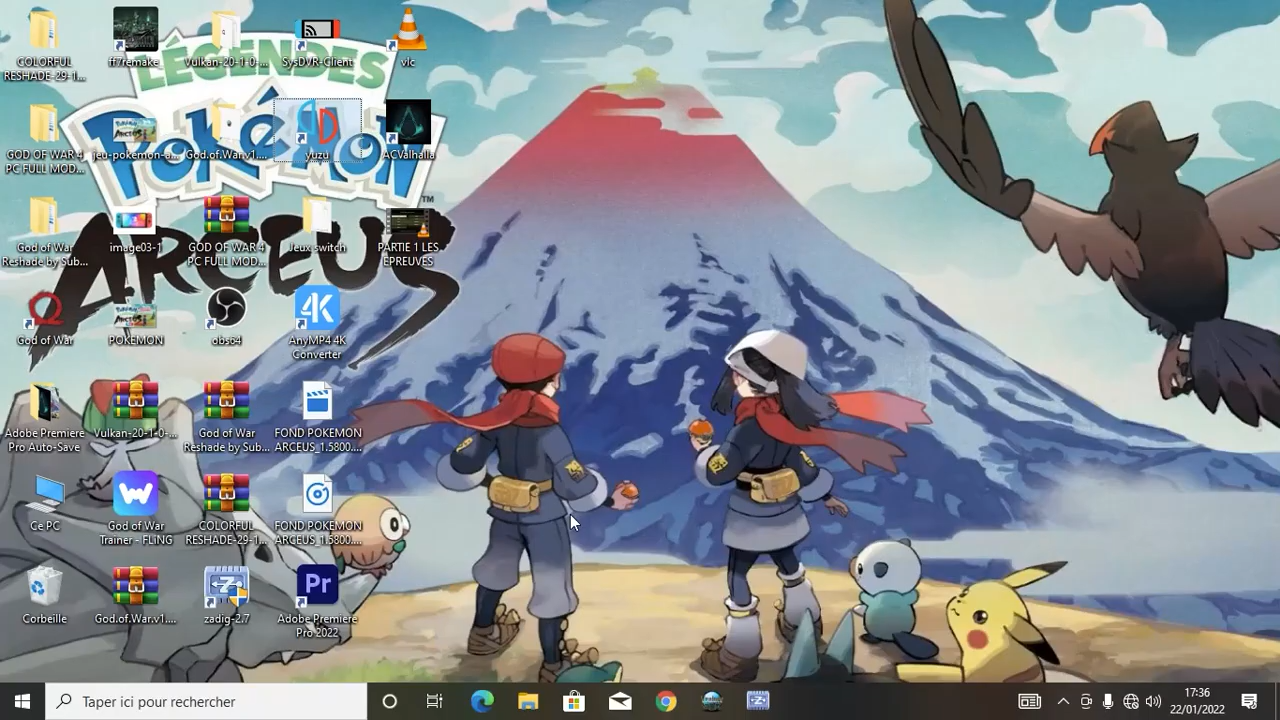 LÉGENDES
Pokémon
ARCEUS
TM
COLORFUL
RESHADE-29-1...
ff7remake
Vulkan-20-1-0-...
SysDVR-Client
vlc
GOD OF WAR 4
PC FULL MOD...
jeu-pokemon-a...
God.of.War.v1....
yuzu
ACValhalla
God of War
Reshade by Sub...
image03-1
GOD OF WAR 4
PC FULL MOD...
Jeux switch
PARTIE 1 LES
EPREUVES
God of War
POKEMON
obs64
4K
AnyMP4 4K
Converter
Adobe Premiere
Pro Auto-Save
Vulkan-20-1-0-...
God of War
Reshade by Sub...
FOND POKEMON
ARCEUS_1.5800....
Ce PC
God of War
Trainer - FLiNG
COLORFUL
RESHADE-29-1...
FOND POKEMON
ARCEUS_1.5800....
Corbeille
God.of.War.v1....
zadig-2.7
Pr
Adobe Premiere
Pro 2022
Taper ici pour rechercher
17:36
22/01/2022